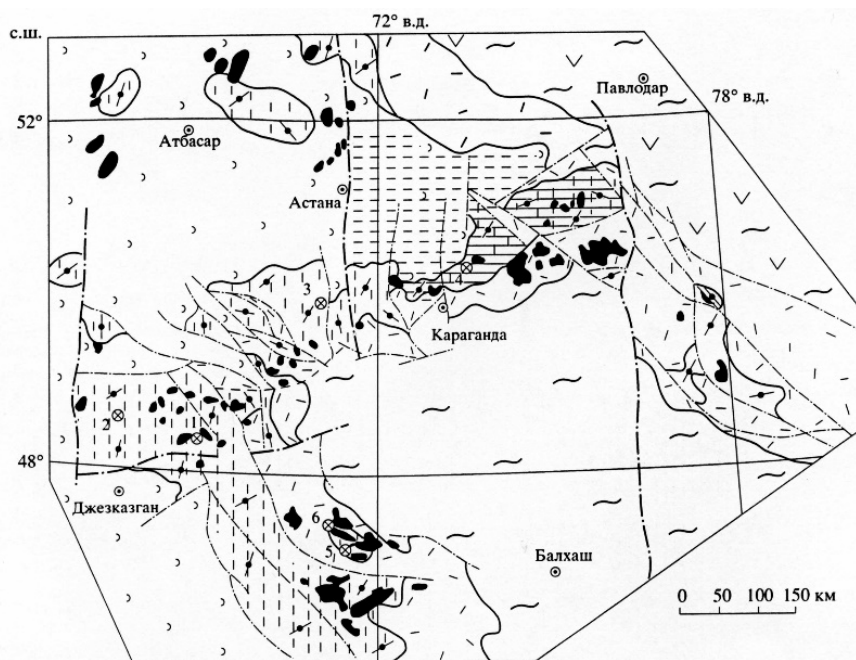 72° в.д.
с.ш.
Павлодар
78° в.д.
52°
Атбасар
Астана
3
4
Караганда
2
1
48°
Джезказган
6
5
Балхаш
0 50 100 150 км